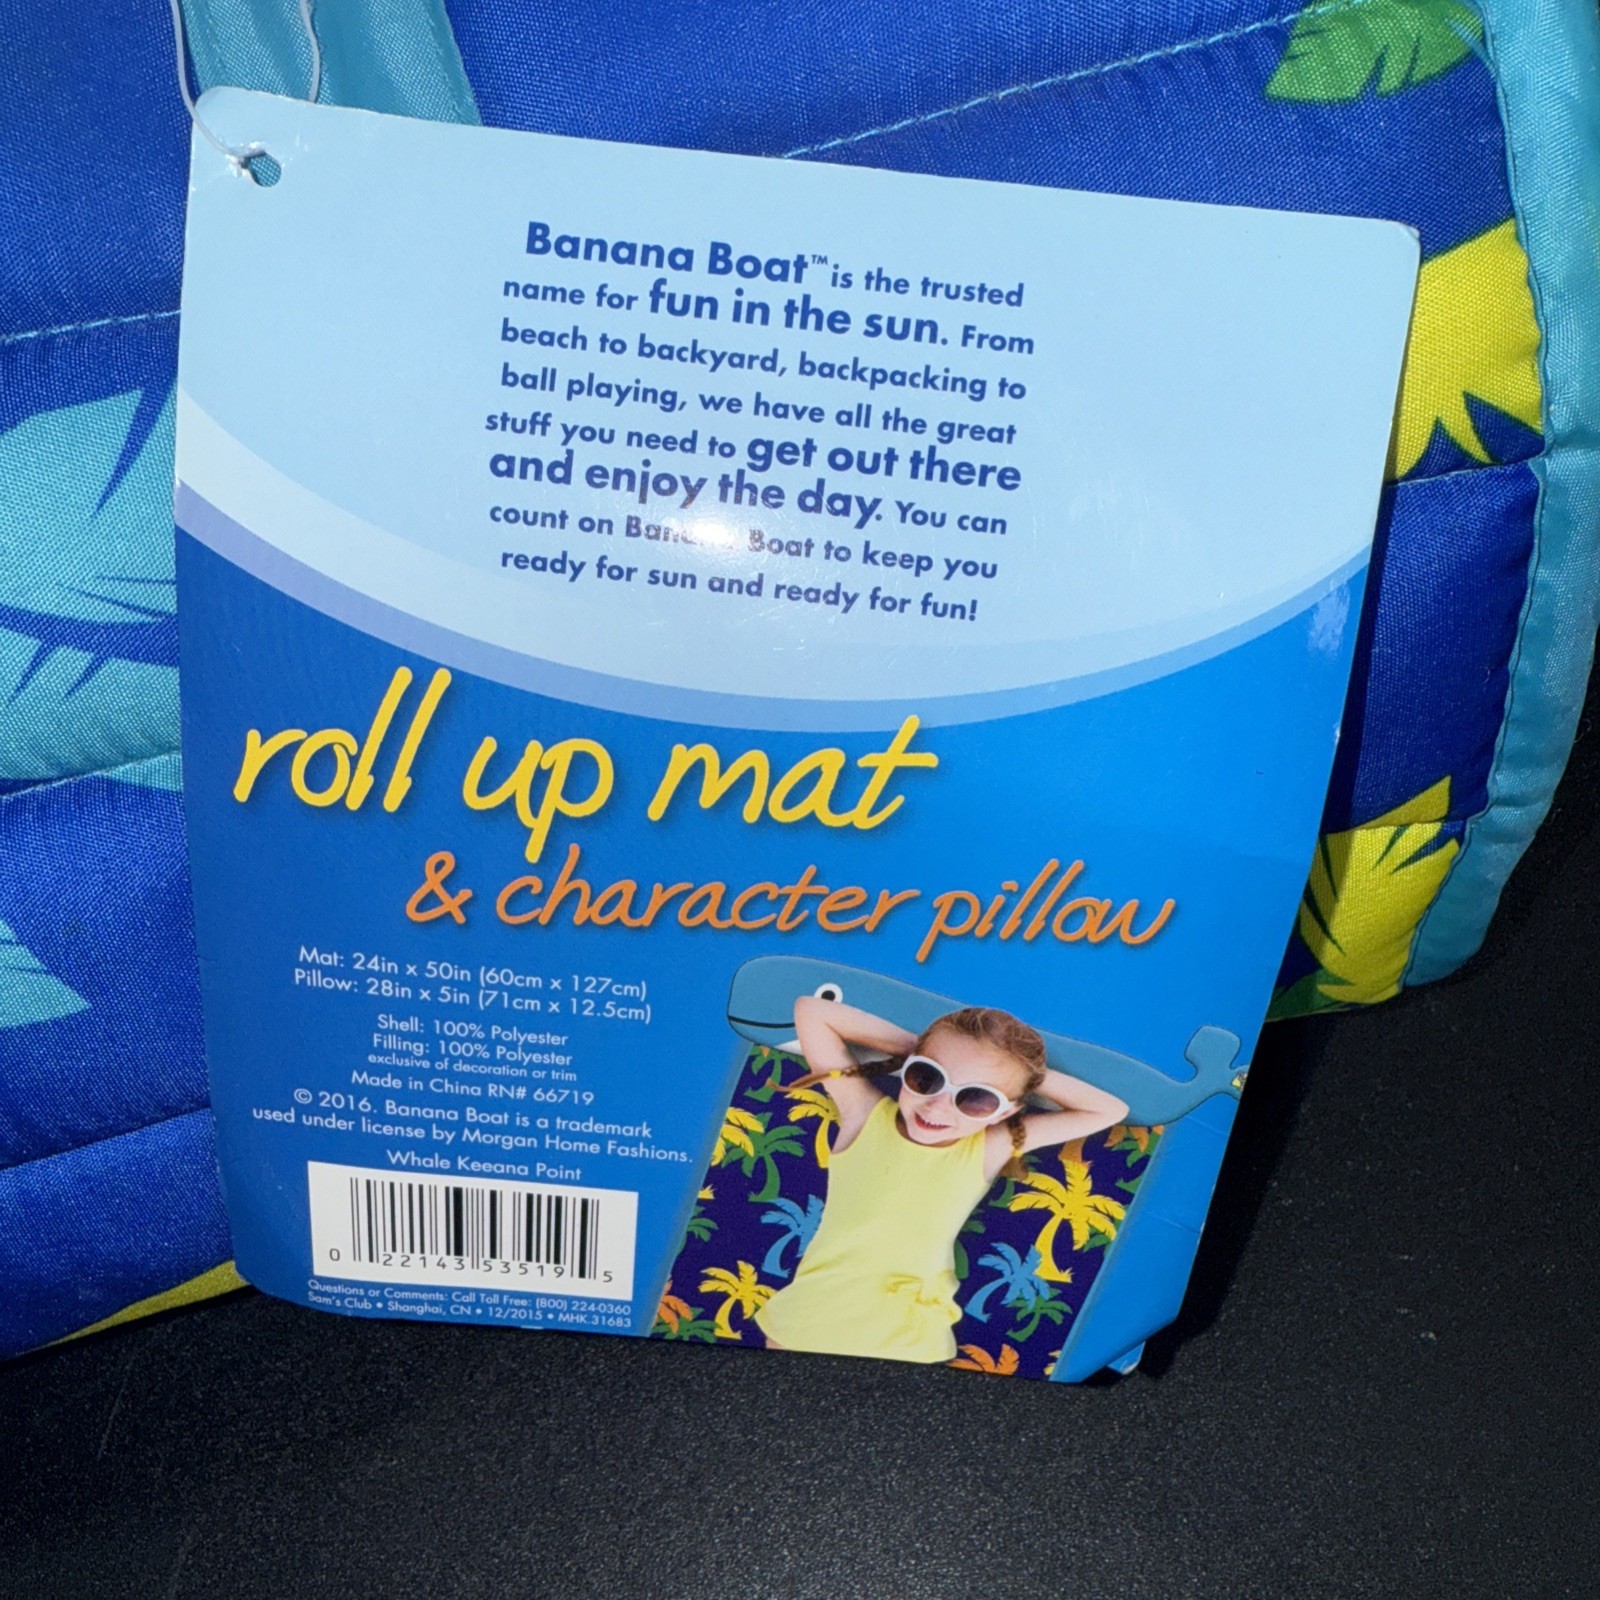 Banana Boat™ is the trusted
name for fun in the sun. From
beach to backyard, backpacking to
ball playing, we have all the great
stuff you need to get out there
and enjoy the day. You can
count on Banana Boat to keep you
ready for sun and ready for fun!
roll up mat
& character pillow
Mat: 24in x 50in (60cm x 127cm)
Pillow: 28in x 5in (71cm x 12.5cm)
Shell: 100% Polyester
Filling: 100% Polyester
exclusive of decoration or trim
Made in China RN# 66719
© 2016. Banana Boat is a trademark
used under license by Morgan Home Fashions.
Whale Keeana Point
0 22143 53519 5
Questions or Comments: Call Toll Free: (800) 224-0360
Sam's Club • Shanghai, CN • 12/2015 • MHK.31683